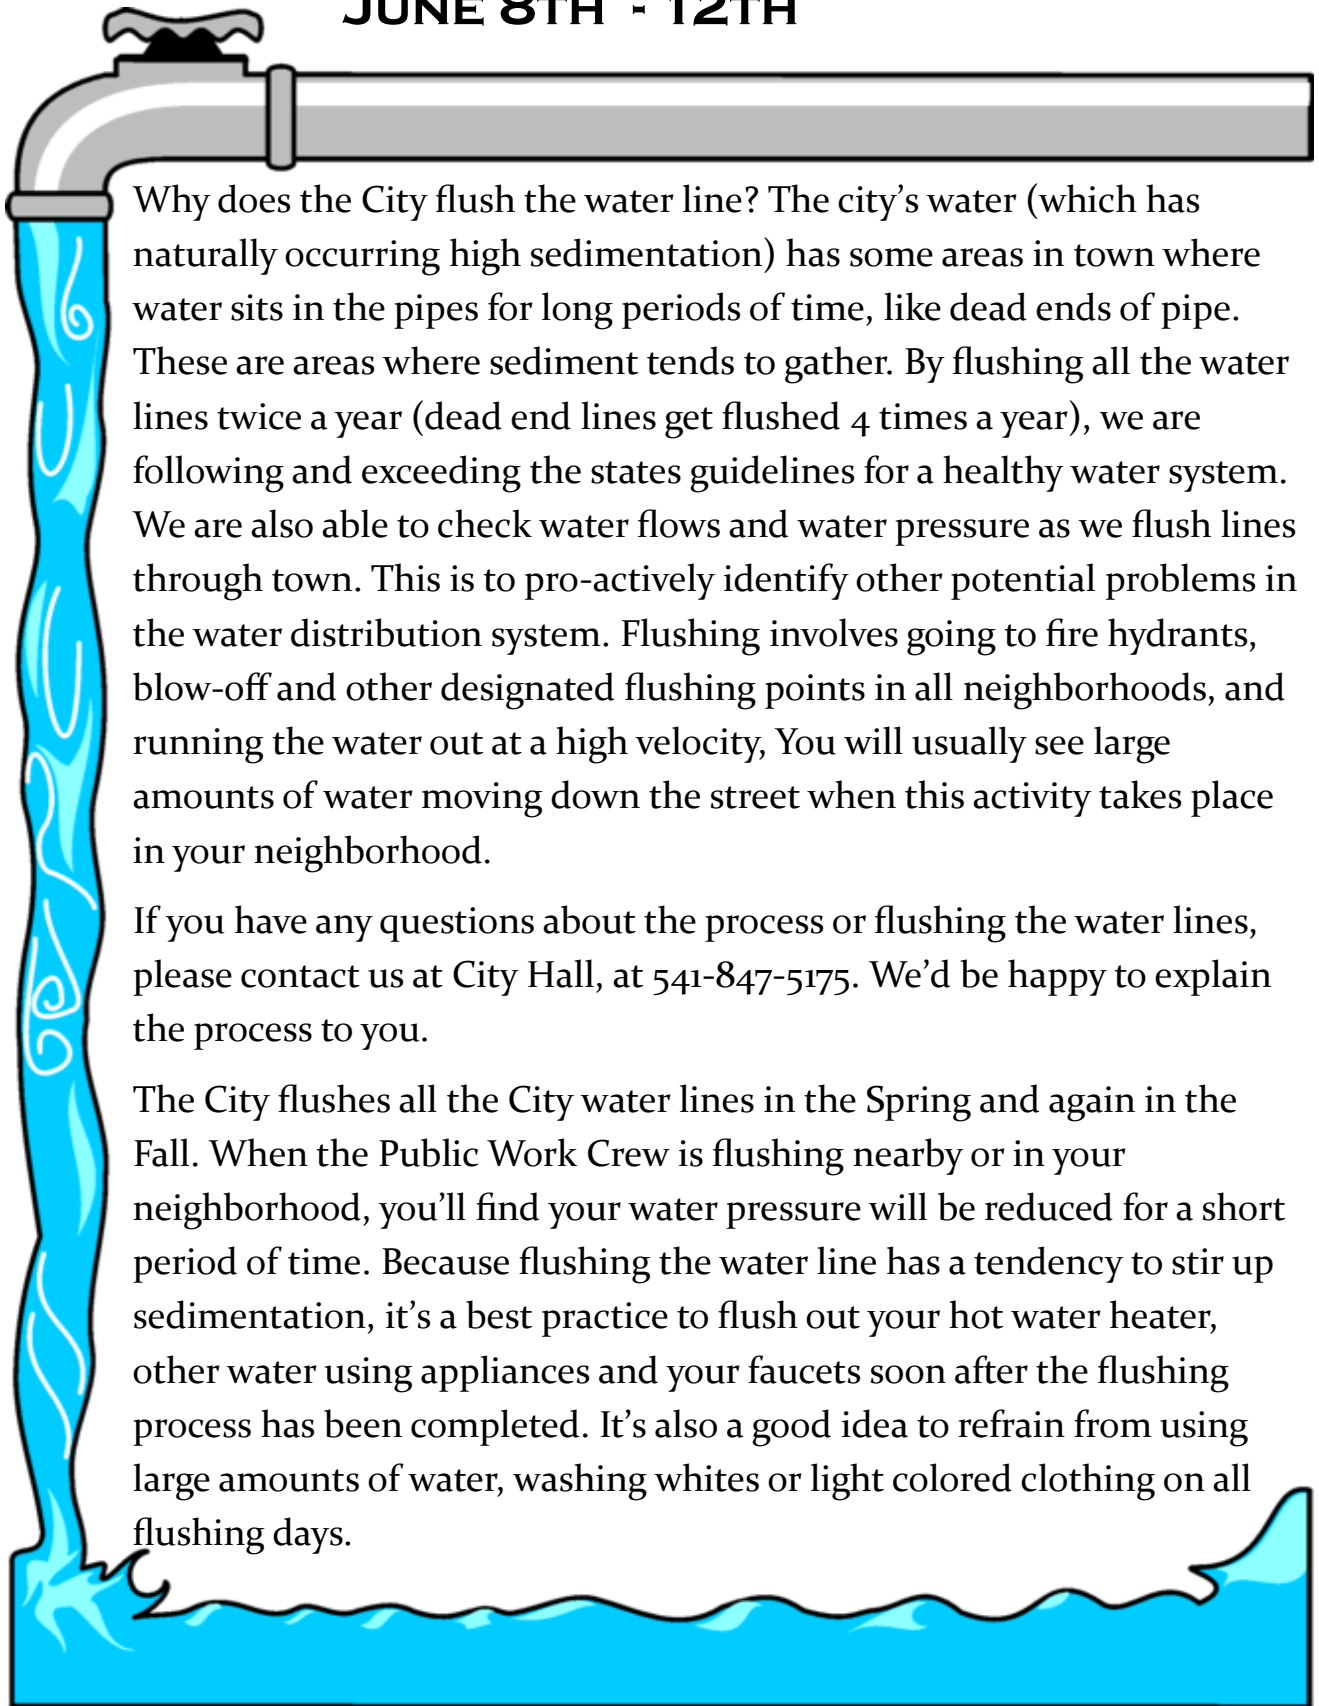 JUNE 8TH - 12TH
Why does the City flush the water line? The city's water (which has
naturally occurring high sedimentation) has some areas in town where
water sits in the pipes for long periods of time, like dead ends of pipe.
These are areas where sediment tends to gather. By flushing all the water
lines twice a year (dead end lines get flushed 4 times a year), we are
following and exceeding the states guidelines for a healthy water system.
We are also able to check water flows and water pressure as we flush lines
through town. This is to pro-actively identify other potential problems in
the water distribution system. Flushing involves going to fire hydrants,
blow-off and other designated flushing points in all neighborhoods, and
running the water out at a high velocity, You will usually see large
amounts of water moving down the street when this activity takes place
in your neighborhood.
If you have any questions about the process or flushing the water lines,
please contact us at City Hall, at 541-847-5175. We'd be happy to explain
the process to you.
The City flushes all the City water lines in the Spring and again in the
Fall. When the Public Work Crew is flushing nearby or in your
neighborhood, you'll find your water pressure will be reduced for a short
period of time. Because flushing the water line has a tendency to stir up
sedimentation, it's a best practice to flush out your hot water heater,
other water using appliances and your faucets soon after the flushing
process has been completed. It's also a good idea to refrain from using
large amounts of water, washing whites or light colored clothing on all
flushing days.